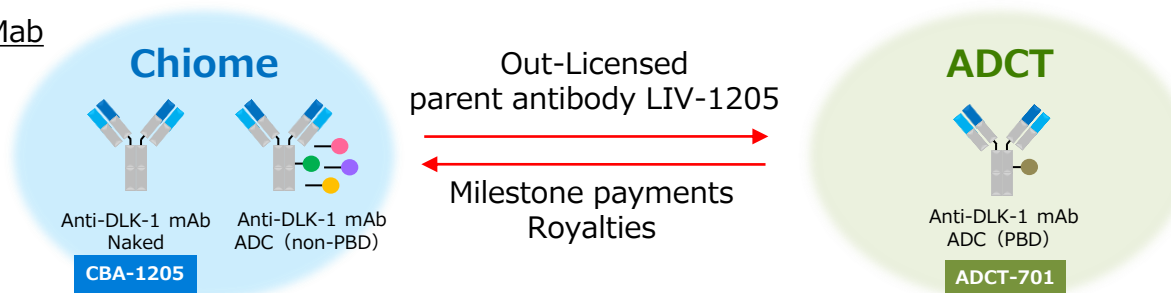 Mab
Chiome
Out-Licensed
parent antibody LIV-1205
ADCT
Milestone payments
Royalties
Anti-DLK-1 mAb
Naked
CBA-1205
Anti-DLK-1 mAb
ADC（non-PBD）
Anti-DLK-1 mAb
ADC（PBD）
ADCT-701